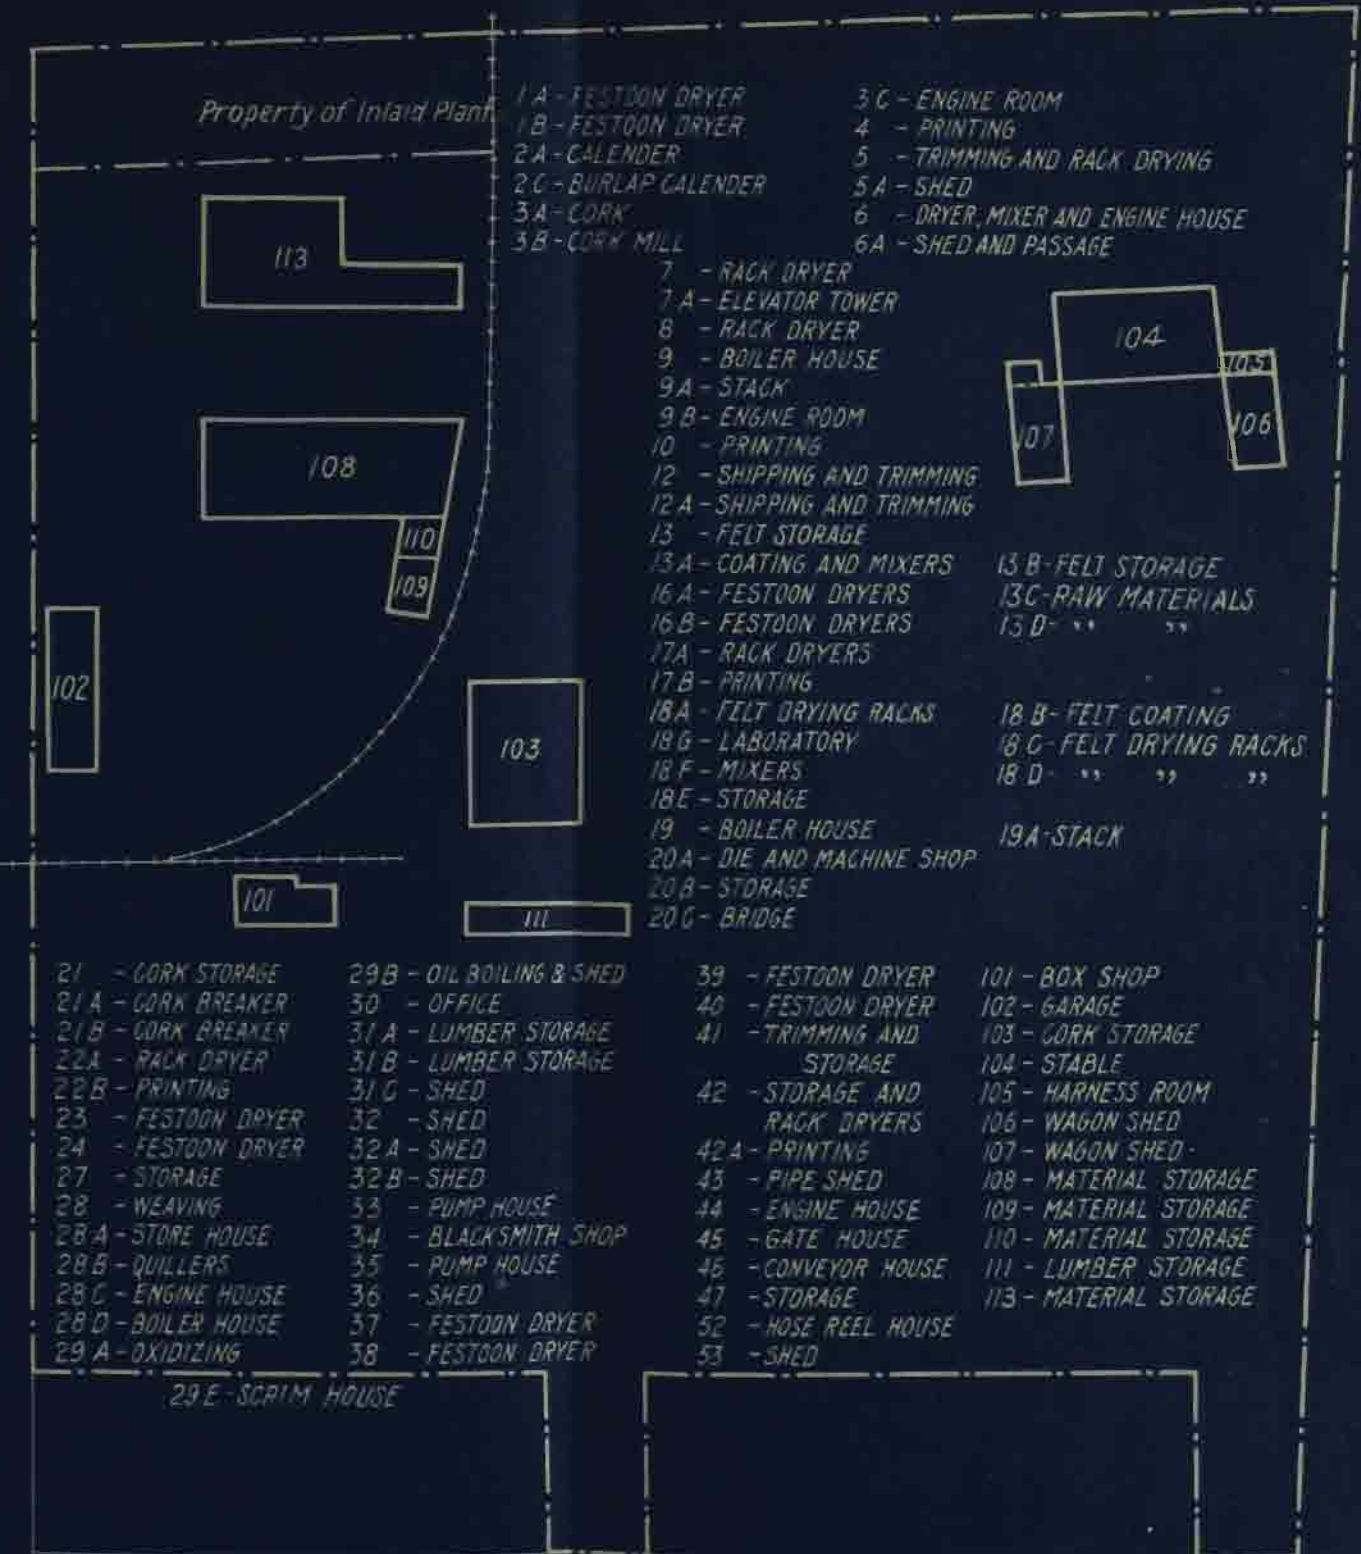 Property of Inlaid Plant
1A - FESTOON DRYER
1B - FESTOON DRYER
2A - CALENDER
2C - BURLAP CALENDER
3A - CORK
3B - CORK MILL
3C - ENGINE ROOM
4 - PRINTING
5 - TRIMMING AND RACK DRYING
5A - SHED
6 - DRYER, MIXER AND ENGINE HOUSE
6A - SHED AND PASSAGE
7 - RACK DRYER
7A - ELEVATOR TOWER
8 - RACK DRYER
9 - BOILER HOUSE
9A - STACK
9B - ENGINE ROOM
10 - PRINTING
12 - SHIPPING AND TRIMMING
12A - SHIPPING AND TRIMMING
13 - FELT STORAGE
13A - COATING AND MIXERS
16A - FESTOON DRYERS
16B - FESTOON DRYERS
17A - RACK DRYERS
17B - PRINTING
18A - FELT DRYING RACKS
18G - LABORATORY
18F - MIXERS
18E - STORAGE
19 - BOILER HOUSE
20A - DIE AND MACHINE SHOP
20B - STORAGE
20C - BRIDGE
13B - FELT STORAGE
13C - RAW MATERIALS
13D - " "
18B - FELT COATING
18C - FELT DRYING RACKS
18D - " " "
19A - STACK
113
108
110
109
102
103
101
111
104
105
106
107
21 - CORK STORAGE
21A - CORK BREAKER
21B - CORK BREAKER
22A - RACK DRYER
22B - PRINTING
23 - FESTOON DRYER
24 - FESTOON DRYER
27 - STORAGE
28 - WEAVING
28A - STORE HOUSE
28B - QUILLERS
28C - ENGINE HOUSE
28D - BOILER HOUSE
29A - OXIDIZING
29E - SCRIM HOUSE
29B - OIL BOILING & SHED
30 - OFFICE
31A - LUMBER STORAGE
31B - LUMBER STORAGE
31C - SHED
32 - SHED
32A - SHED
32B - SHED
33 - PUMP HOUSE
34 - BLACKSMITH SHOP
35 - PUMP HOUSE
36 - SHED
37 - FESTOON DRYER
38 - FESTOON DRYER
39 - FESTOON DRYER
40 - FESTOON DRYER
41 - TRIMMING AND
STORAGE
42 - STORAGE AND
RACK DRYERS
42A - PRINTING
43 - PIPE SHED
44 - ENGINE HOUSE
45 - GATE HOUSE
46 - CONVEYOR HOUSE
47 - STORAGE
52 - HOSE REEL HOUSE
53 - SHED
101 - BOX SHOP
102 - GARAGE
103 - CORK STORAGE
104 - STABLE
105 - HARNESS ROOM
106 - WAGON SHED
107 - WAGON SHED
108 - MATERIAL STORAGE
109 - MATERIAL STORAGE
110 - MATERIAL STORAGE
111 - LUMBER STORAGE
113 - MATERIAL STORAGE